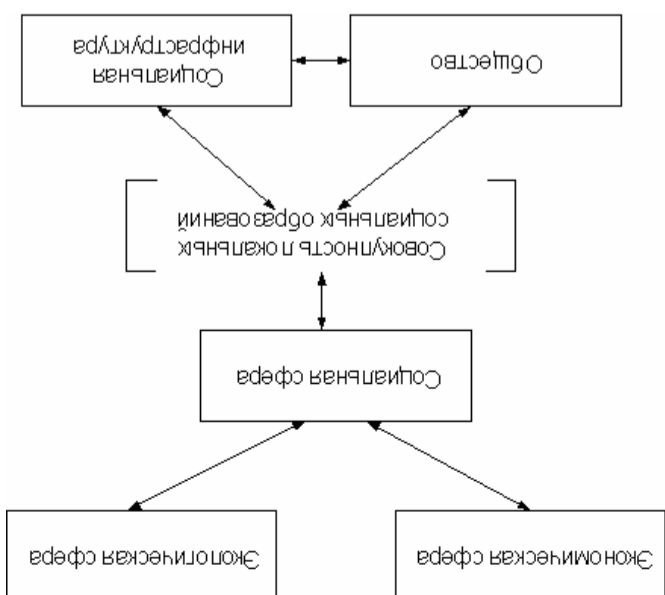 Экономическая сфера
Экологическая сфера
Социальная сфера
Совокупность локальных
социальных образований
Общество
Социальная
инфраструктура